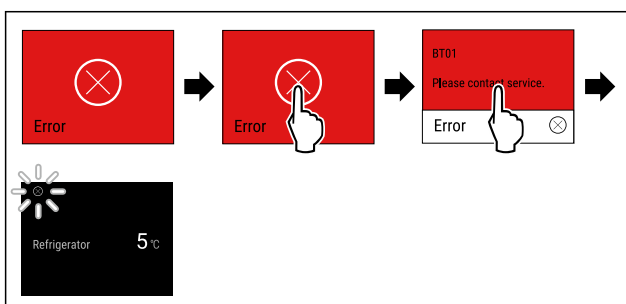 Error
Error
BT01
Please contact service.
Error
Refrigerator 5 °C